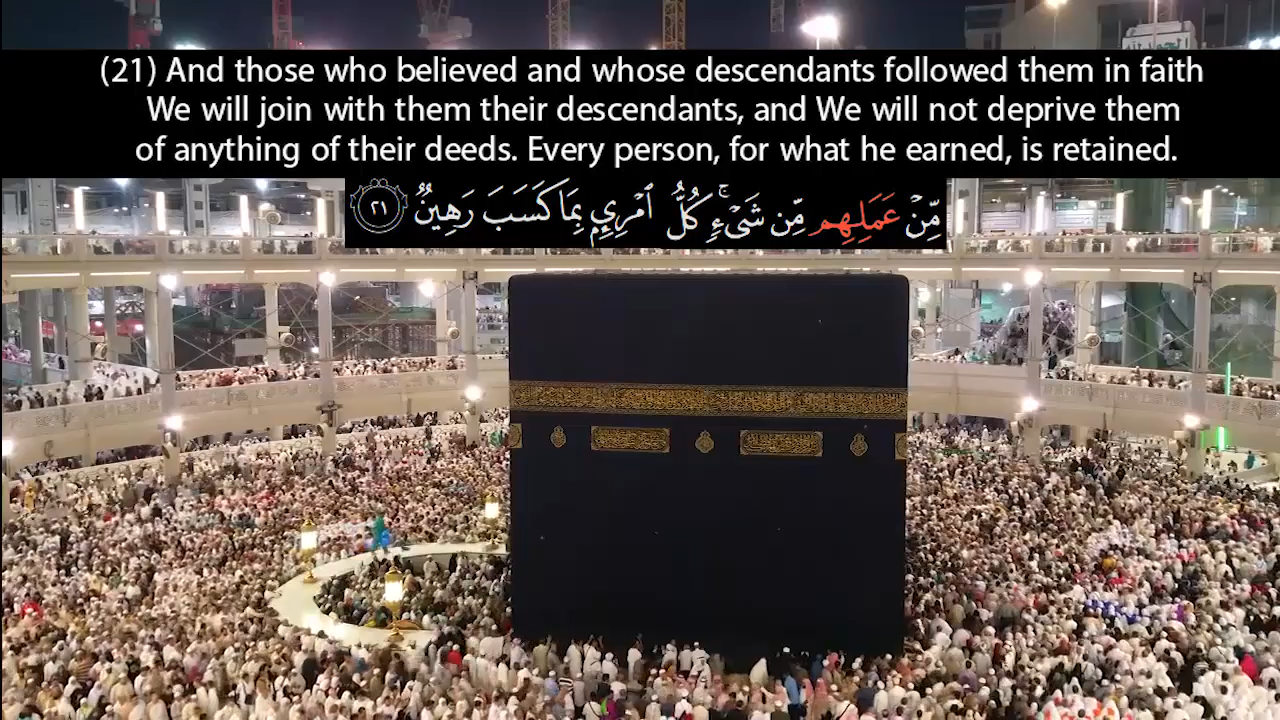 (21) And those who believed and whose descendants followed them in faith
We will join with them their descendants, and We will not deprive them
of anything of their deeds. Every person, for what he earned, is retained.
مِّنْ عَمَلِهِم مِّن شَىْءٍۢ ۚ كُلُّ ٱمْرِئٍۭ بِمَا كَسَبَ رَهِينٌۭ ٢١